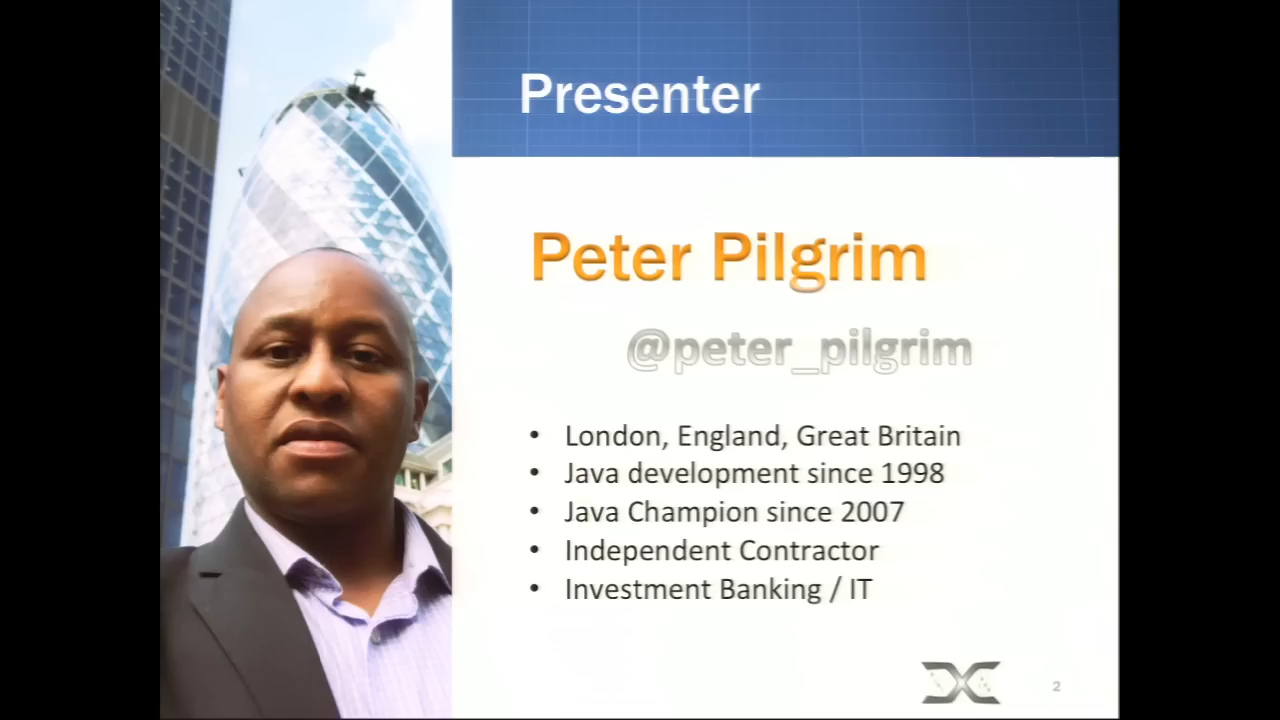 Presenter
Peter Pilgrim
@peter_pilgrim
• London, England, Great Britain
• Java development since 1998
• Java Champion since 2007
• Independent Contractor
• Investment Banking / IT
2